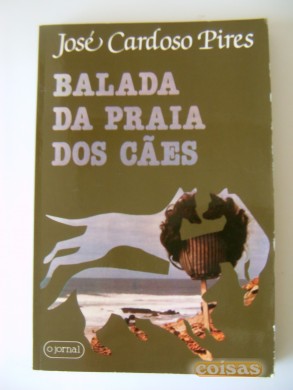 José Cardoso Pires
BALADA
DA PRAIA
DOS CÃES
o jornal
coisas